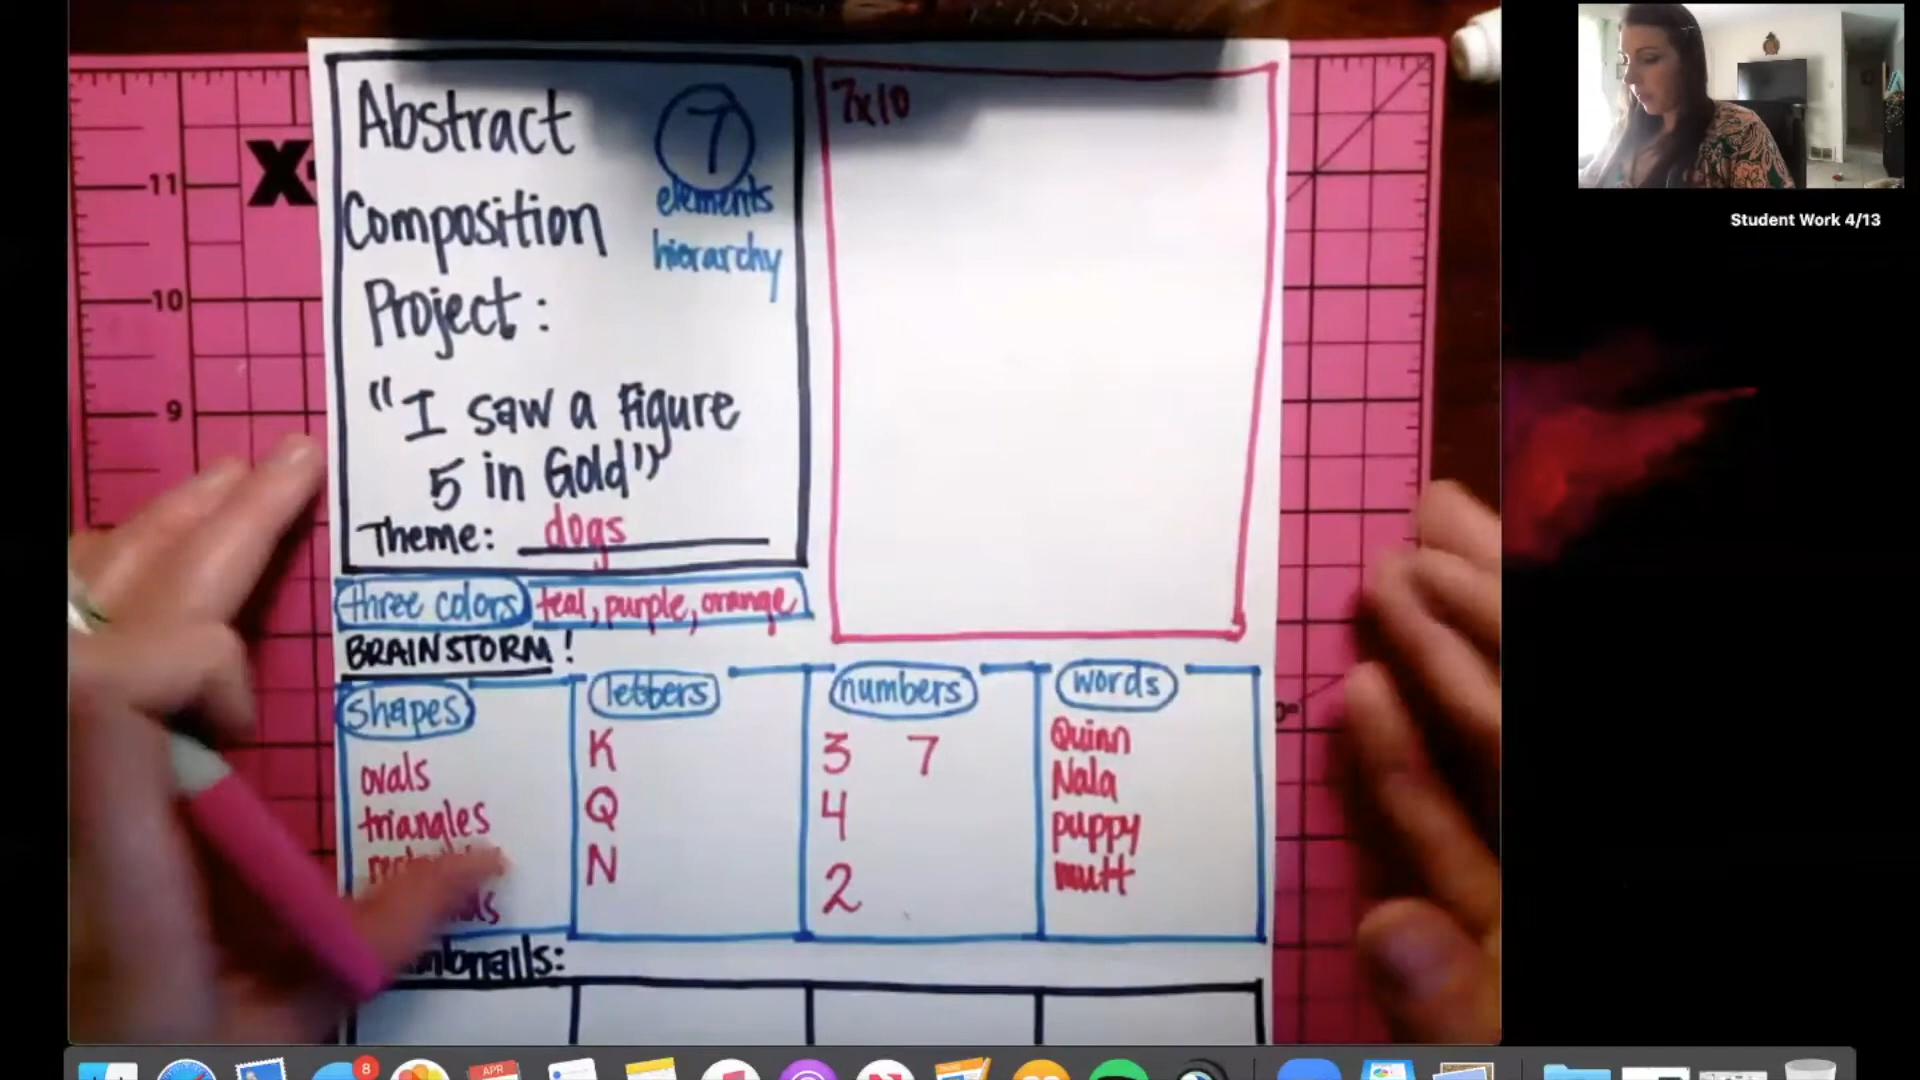 Abstract
Composition
Project:
"I saw a Figure
5 in Gold"
Theme: dogs
7
elements
hierarchy
7x10
three colors teal, purple, orange
BRAINSTORM!
shapes
ovals
triangles
letters
K
Q
N
numbers
3 7
4
2
words
Quinn
Nala
puppy
mutt
11
10
9
Student Work 4/13
8
APR